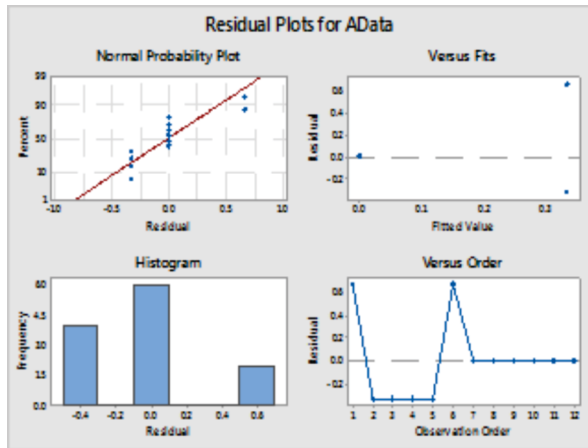 Residual Plots for AData
Normal Probability Plot
99
90
50
10
1
Percent
-1.0 -0.5 0.0 0.5 1.0
Residual
Versus Fits
0.6
0.4
0.2
0.0
-0.2
Residual
0.0 0.1 0.2 0.3
Fitted Value
Histogram
6.0
4.5
3.0
1.5
0.0
Frequency
-0.4 -0.2 0.0 0.2 0.4 0.6
Residual
Versus Order
0.6
0.4
0.2
0.0
-0.2
Residual
1 2 3 4 5 6 7 8 9 10 11 12
Observation Order